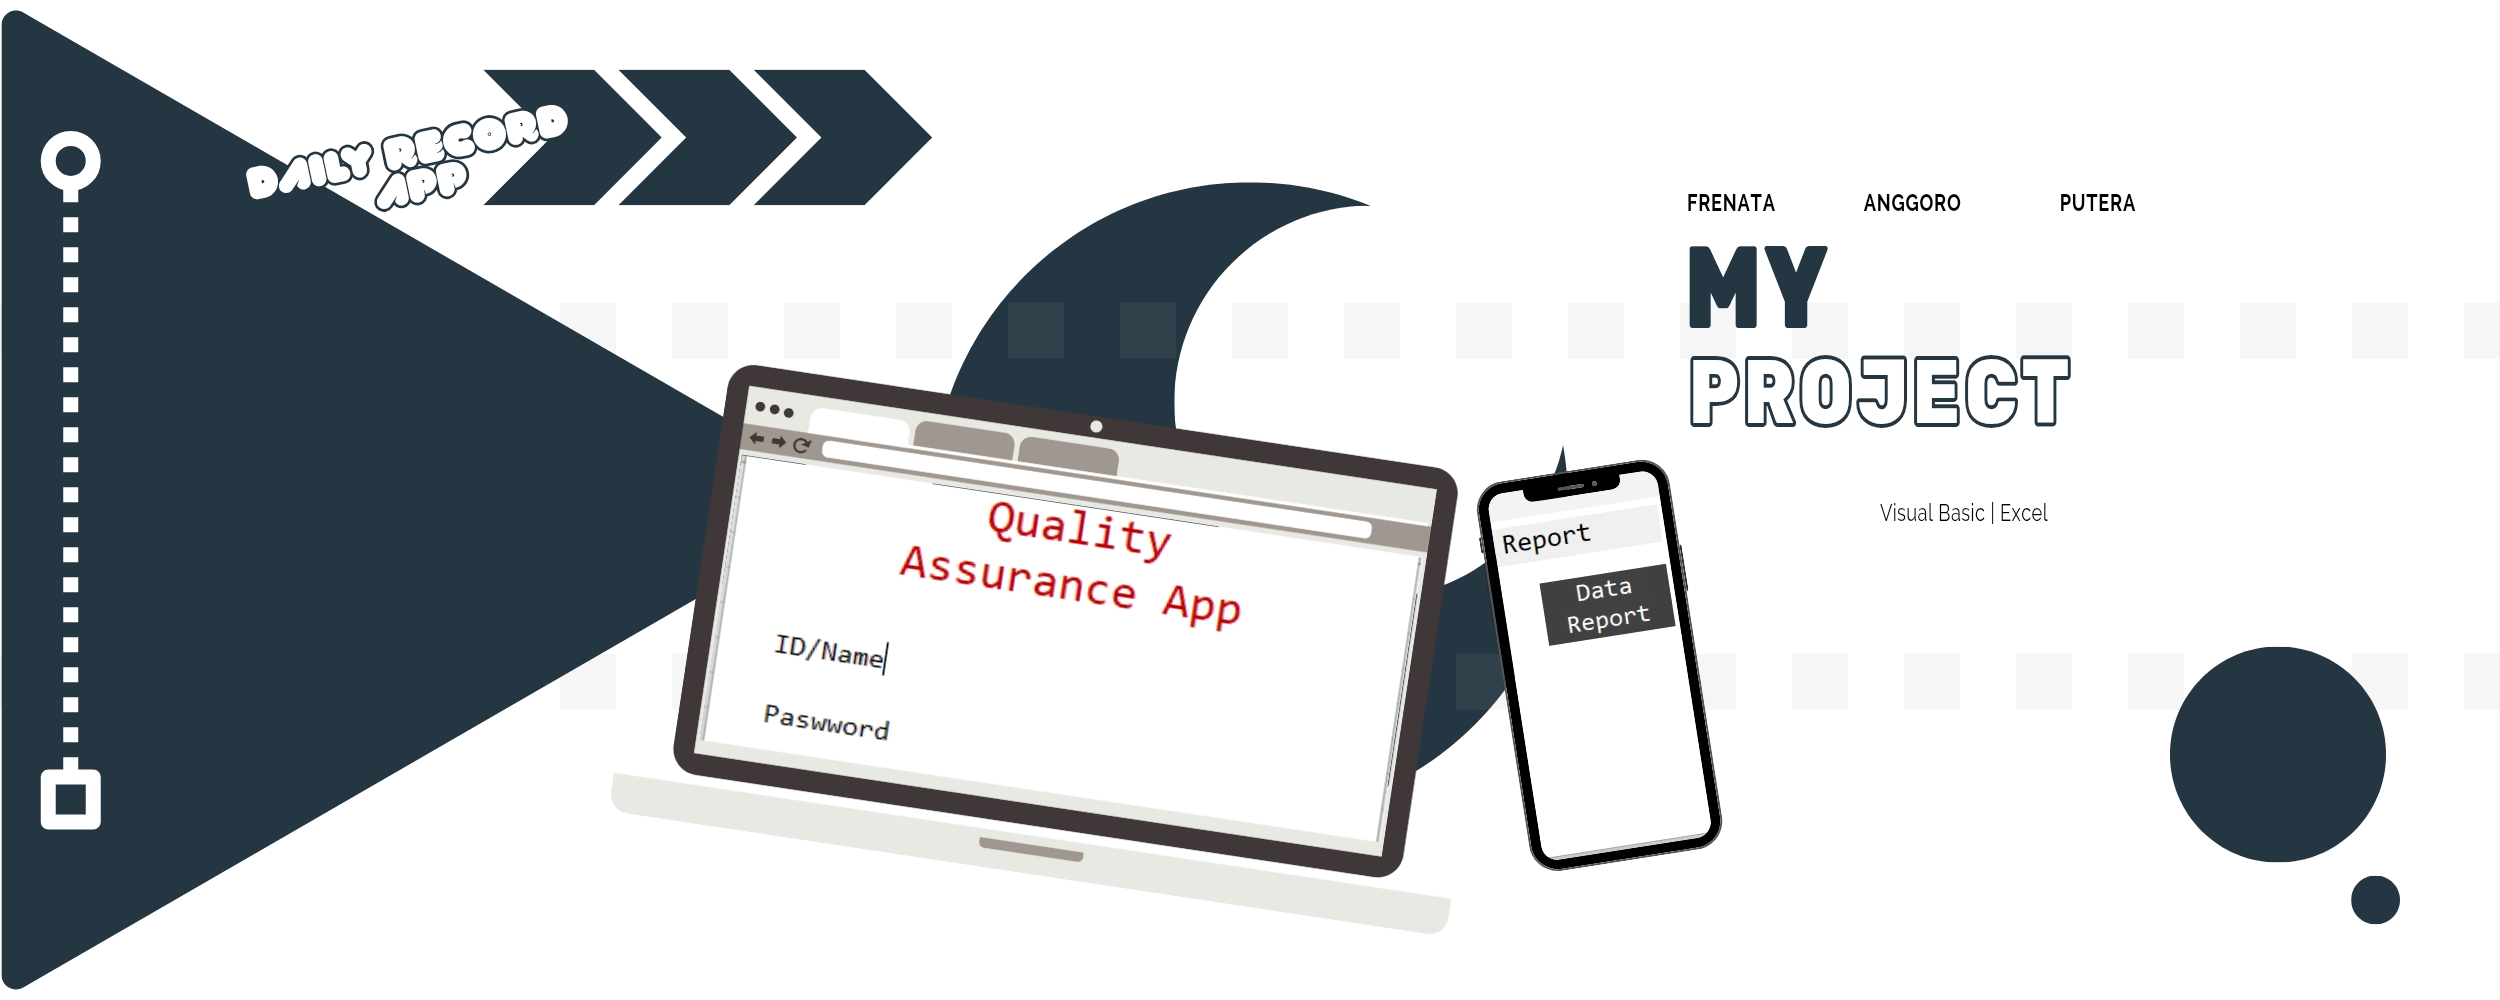 DAILY RECORD
APP
FRENATA ANGGORO PUTERA
MY
PROJECT
Visual Basic | Excel
Quality
Assurance App
ID/Name
Paswword
Report
Data
Report